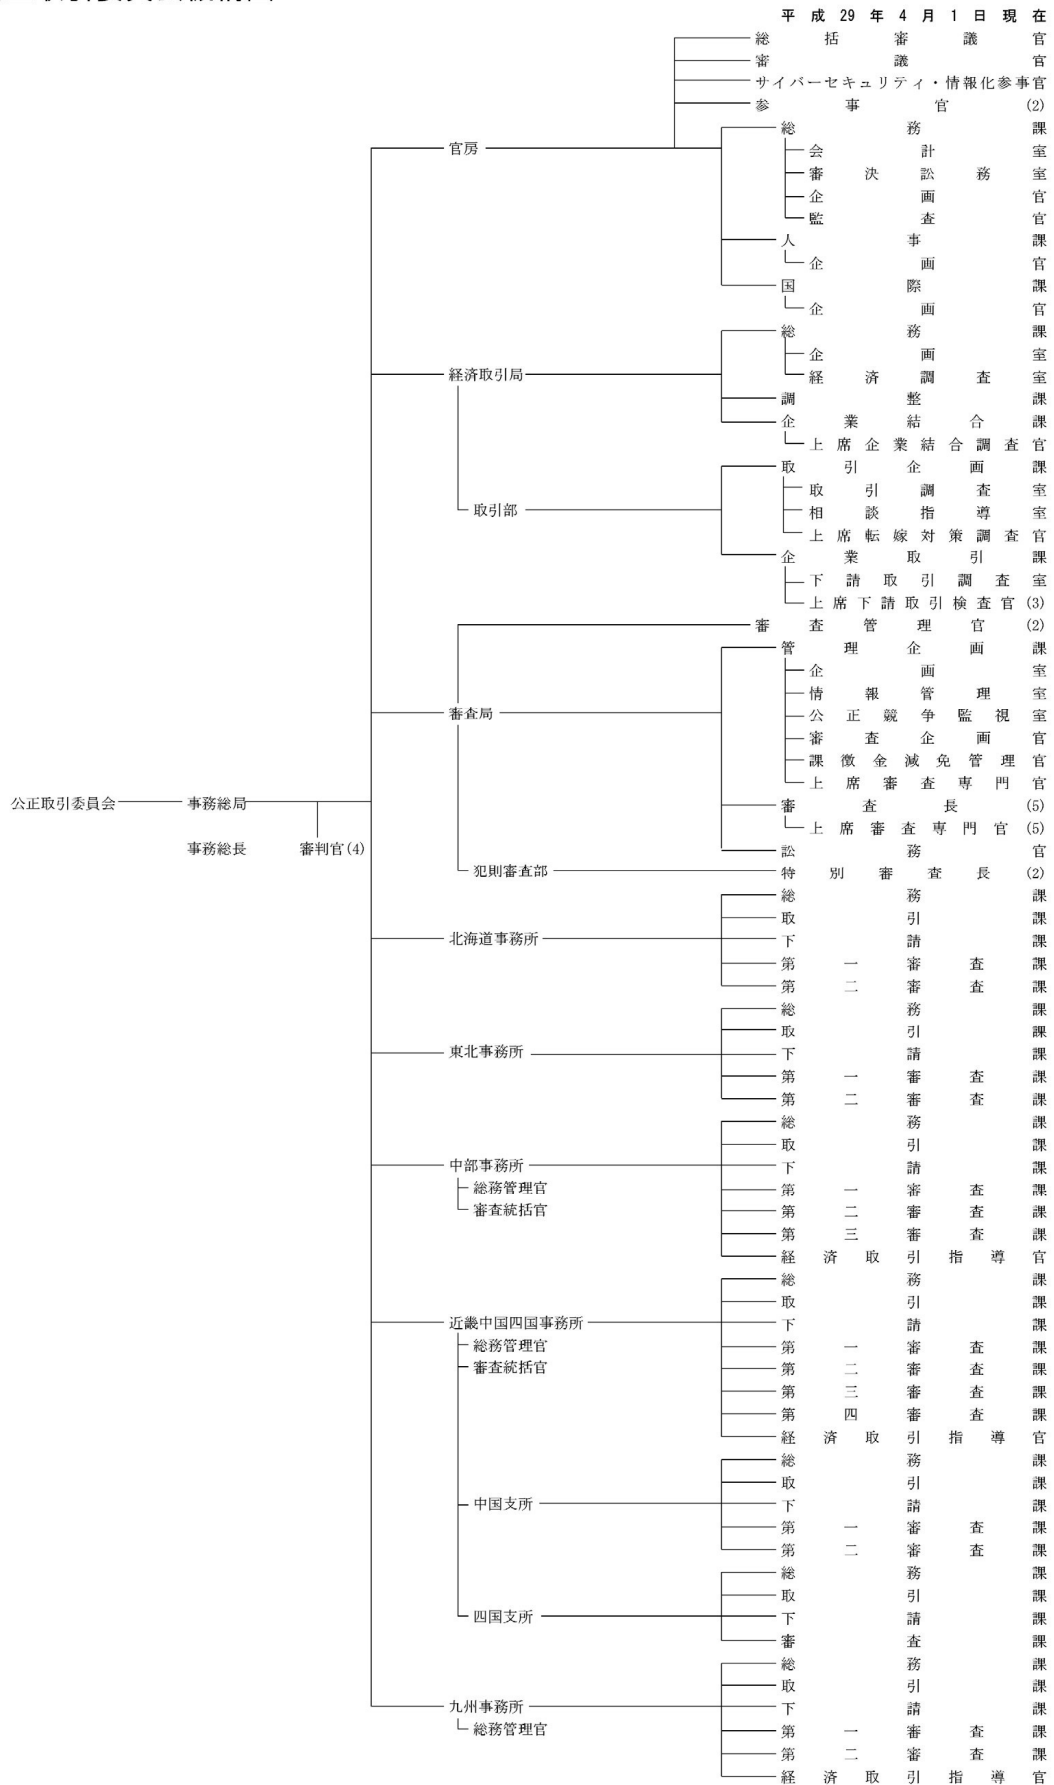 平成29年4月1日現在
総括審議官
審議官
サイバーセキュリティ・情報化参事官
参事官(2)
総務課
官房
会計室
審決訟務室
企画官
監査官
人事課
企画官
国際課
企画官
総務課
企画室
経済取引局
経済調査室
調整課
企業結合課
上席企業結合調査官
取引企画課
取引調査室
取引部
相談指導室
上席転嫁対策調査官
企業取引課
下請取引調査室
上席下請取引検査官(3)
審査管理官(2)
管理企画課
企画室
情報管理室
審査局
公正競争監視室
審査企画官
課徴金減免管理官
上席審査専門官
公正取引委員会
事務総局
審査長(5)
上席審査専門官(5)
事務総長
審判官(4)
訟務官
犯則審査部
特別審査長(2)
総務課
取引課
北海道事務所
下請課
第一審査課
第二審査課
総務課
取引課
東北事務所
下請課
第一審査課
第二審査課
総務課
取引課
中部事務所
下請課
総務管理官
第一審査課
審査統括官
第二審査課
第三審査課
経済取引指導官
総務課
取引課
近畿中国四国事務所
下請課
総務管理官
第一審査課
審査統括官
第二審査課
第三審査課
第四審査課
経済取引指導官
総務課
取引課
中国支所
下請課
第一審査課
第二審査課
総務課
取引課
四国支所
下請課
審査課
総務課
取引課
九州事務所
下請課
総務管理官
第一審査課
第二審査課
経済取引指導官